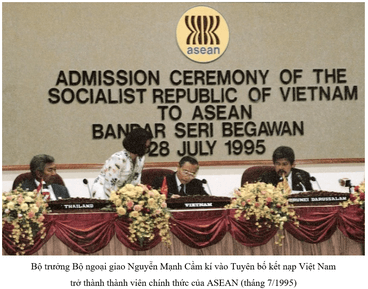 asean
ADMISSION CEREMONY OF THE
SOCIALIST REPUBLIC OF VIETNAM
TO ASEAN
BANDAR SERI BEGAWAN
28 JULY 1995
THAILAND
VIETNAM
BRUNEI DARUSSALAM
Bộ trưởng Bộ ngoại giao Nguyễn Mạnh Cầm kí vào Tuyên bố kết nạp Việt Nam
trở thành thành viên chính thức của ASEAN (tháng 7/1995)